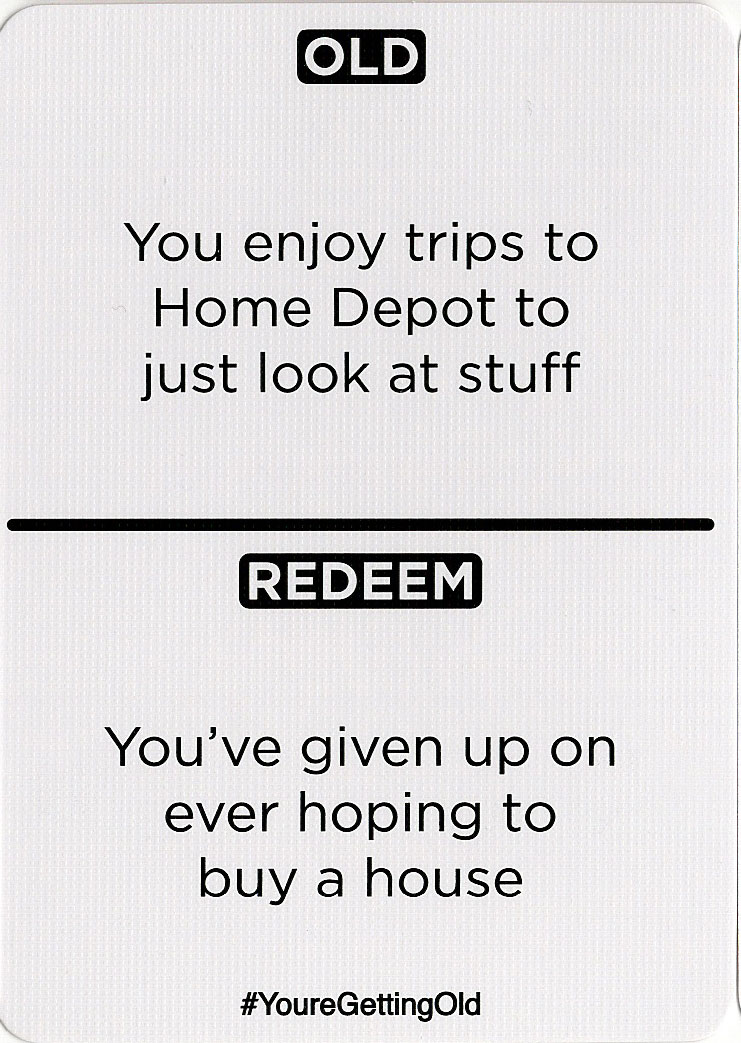 OLD
You enjoy trips to
Home Depot to
just look at stuff
REDEEM
You've given up on
ever hoping to
buy a house
#YoureGettingOld